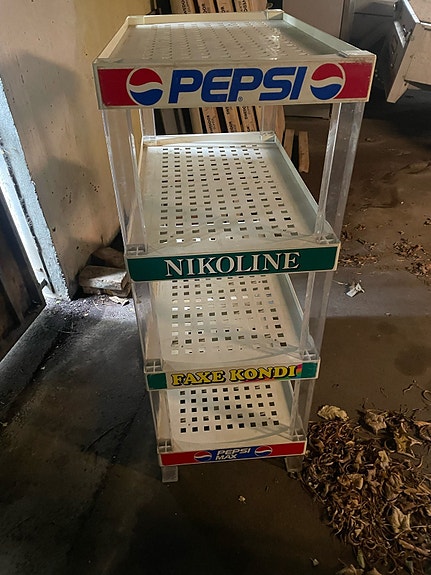 PEPSI
NIKOLINE
FAXE KONDI
PEPSI
MAX